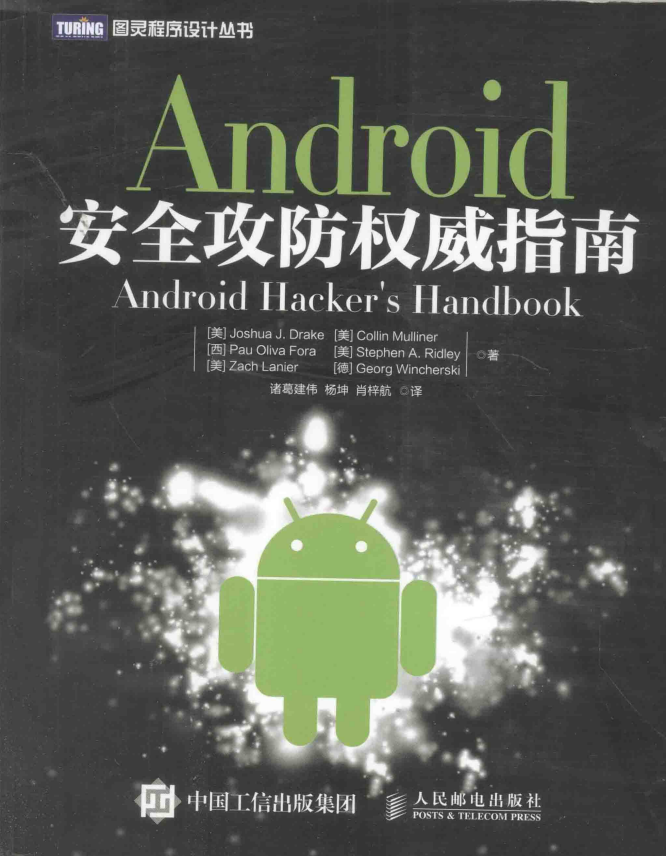 TURING 图灵程序设计丛书
Android
安全攻防权威指南
Android Hacker's Handbook
[美] Joshua J. Drake [美] Collin Mulliner
[西] Pau Oliva Fora [美] Stephen A. Ridley
[美] Zach Lanier [德] Georg Wincherski
著
诸葛建伟 杨坤 肖梓航 译
中国工信出版集团 人民邮电出版社
POSTS & TELECOM PRESS